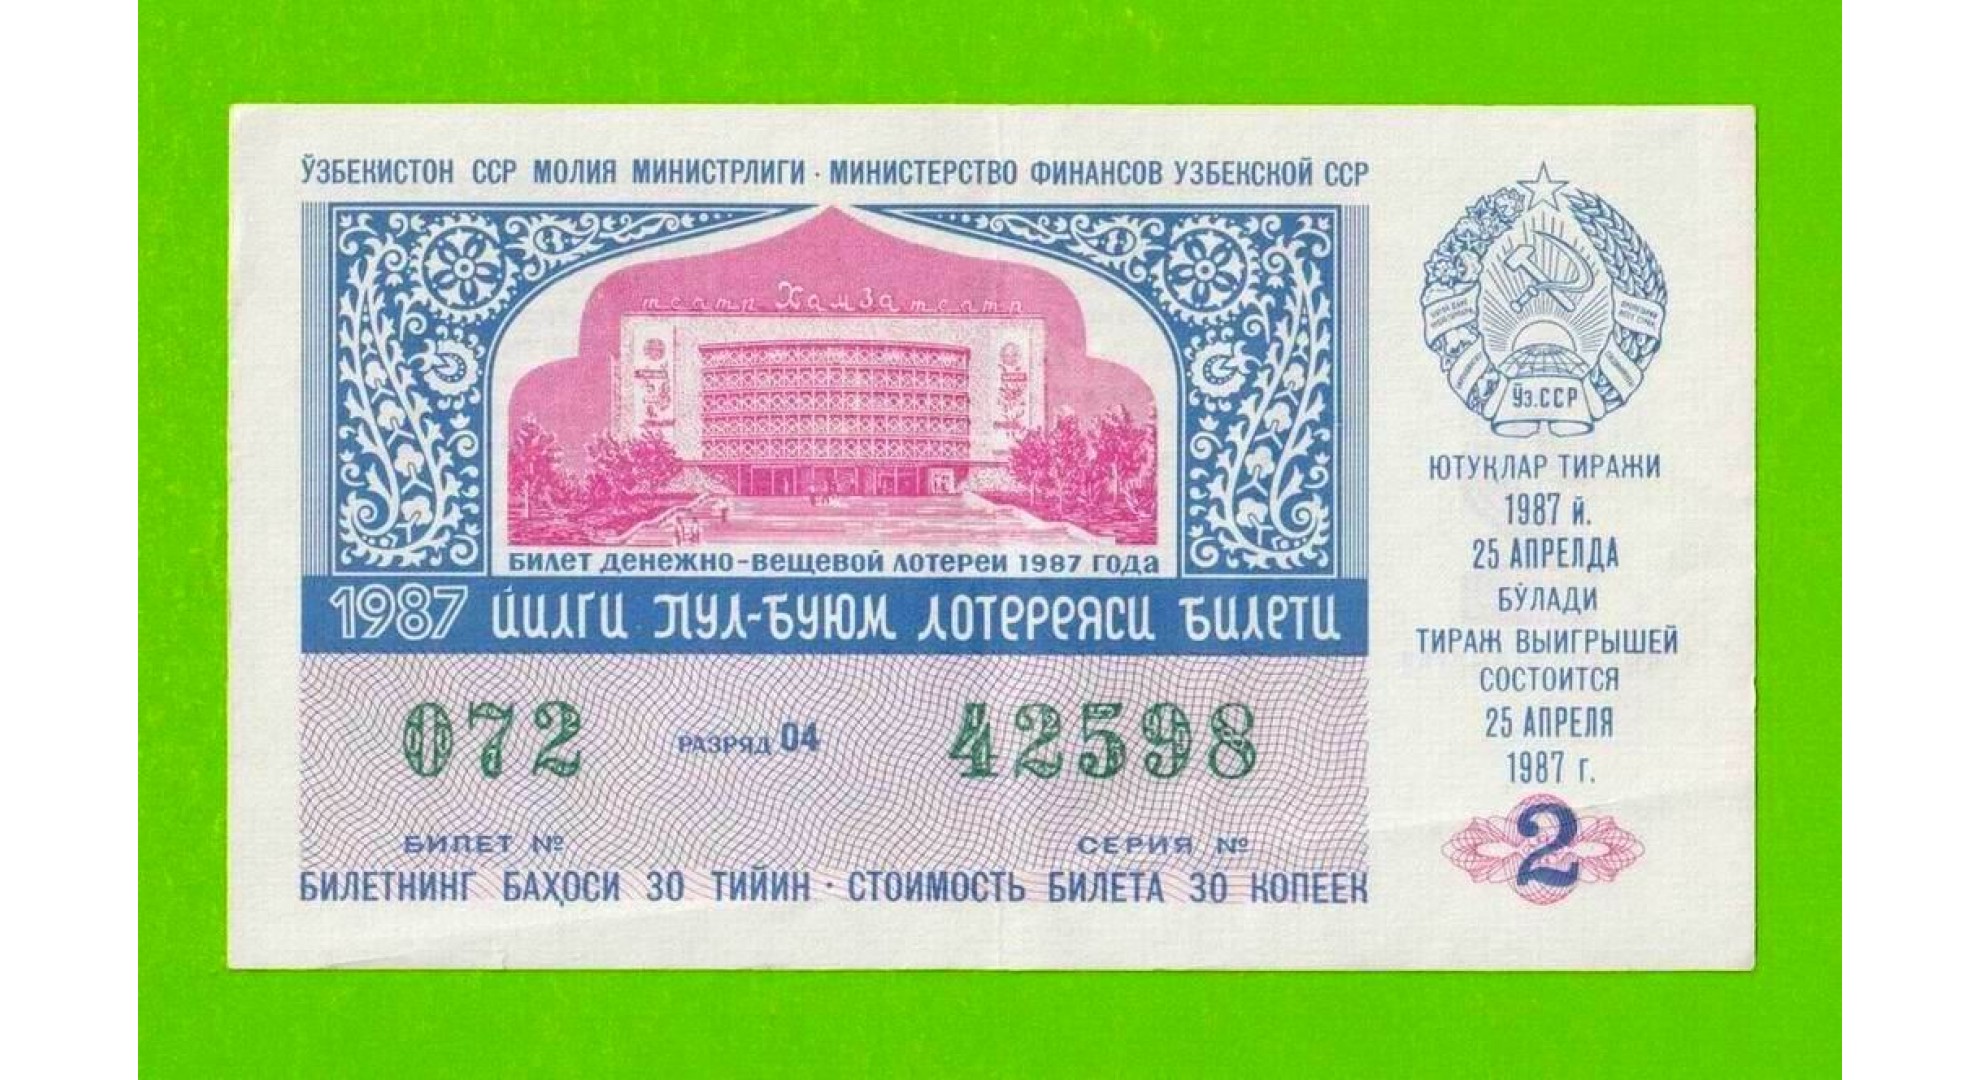 ЎЗБЕКИСТОН ССР МОЛИЯ МИНИСТРЛИГИ · МИНИСТЕРСТВО ФИНАНСОВ УЗБЕКСКОЙ ССР
театр Хамза театр
БИЛЕТ ДЕНЕЖНО-ВЕЩЕВОЙ ЛОТЕРЕИ 1987 ГОДА
1987 ЙИЛГИ ПУЛ-БУЮМ ЛОТЕРЕЯСИ БИЛЕТИ
072 РАЗРЯД 04 42598
БИЛЕТ № СЕРИЯ №
БИЛЕТНИНГ БАҲОСИ 30 ТИЙИН · СТОИМОСТЬ БИЛЕТА 30 КОПЕЕК
Ўз.ССР
ЮТУҚЛАР ТИРАЖИ
1987 й.
25 АПРЕЛДА
БЎЛАДИ
ТИРАЖ ВЫИГРЫШЕЙ
СОСТОИТСЯ
25 АПРЕЛЯ
1987 г.
2